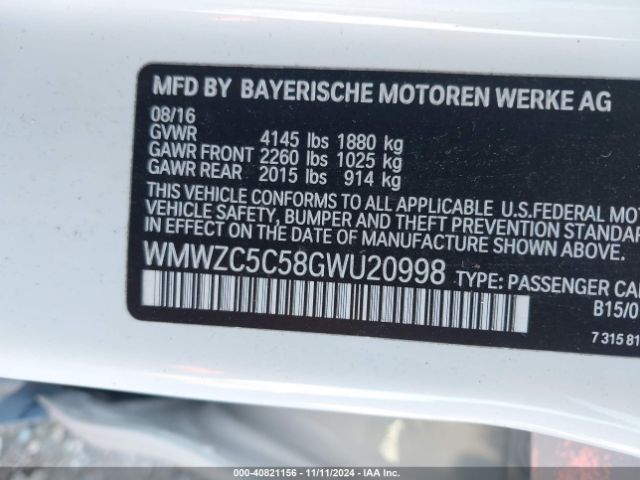 MFD BY BAYERISCHE MOTOREN WERKE AG
08/16
GVWR 4145 lbs 1880 kg
GAWR FRONT 2260 lbs 1025 kg
GAWR REAR 2015 lbs 914 kg
THIS VEHICLE CONFORMS TO ALL APPLICABLE U.S.FEDERAL MOTOR
VEHICLE SAFETY, BUMPER AND THEFT PREVENTION STANDARDS
IN EFFECT ON THE DATE OF MANUFACTURE SHOWN ABOVE.
WMWZC5C58GWU20998 TYPE: PASSENGER CAR
B15/0
7 315 81
000-40821156 - 11/11/2024 - IAA Inc.